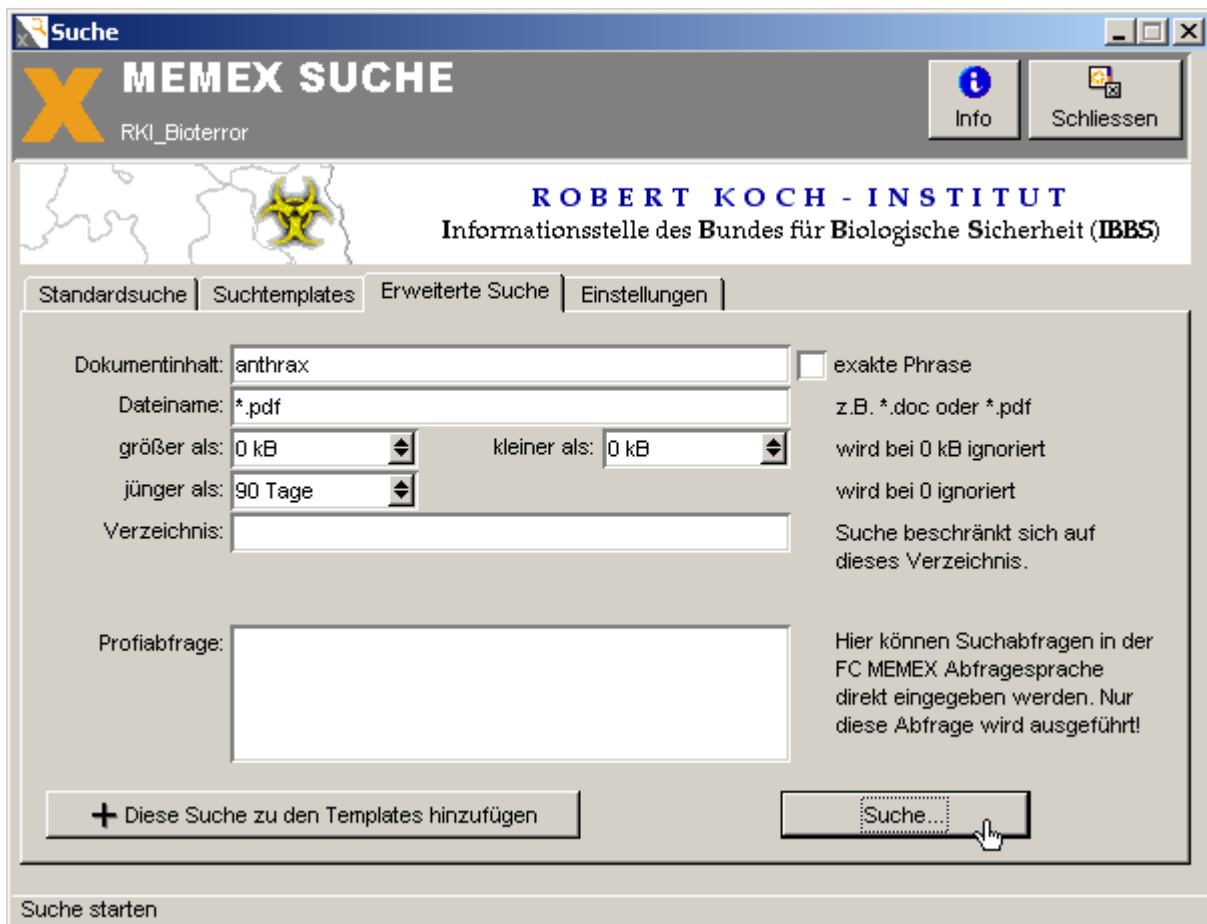 Suche
MEMEX SUCHE
RKI_Bioterror
Info
Schliessen
ROBERT KOCH - INSTITUT
Informationsstelle des Bundes für Biologische Sicherheit (IBBS)
Standardsuche Suchtemplates Erweiterte Suche Einstellungen
Dokumentinhalt: anthrax exakte Phrase
Dateiname: *.pdf z.B. *.doc oder *.pdf
größer als: 0 kB kleiner als: 0 kB wird bei 0 kB ignoriert
jünger als: 90 Tage wird bei 0 ignoriert
Verzeichnis: Suche beschränkt sich auf
dieses Verzeichnis.
Profiabfrage: Hier können Suchabfragen in der
FC MEMEX Abfragesprache
direkt eingegeben werden. Nur
diese Abfrage wird ausgeführt!
+ Diese Suche zu den Templates hinzufügen Suche...
Suche starten